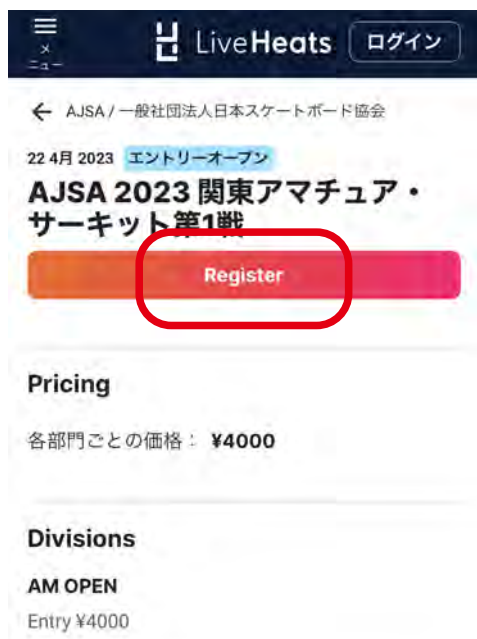 メ
ニュー
LiveHeats
ログイン
← AJSA / 一般社団法人日本スケートボード協会
22 4月 2023 エントリーオープン
AJSA 2023 関東アマチュア・
サーキット第1戦
Register
Pricing
各部門ごとの価格： ¥4000
Divisions
AM OPEN
Entry ¥4000